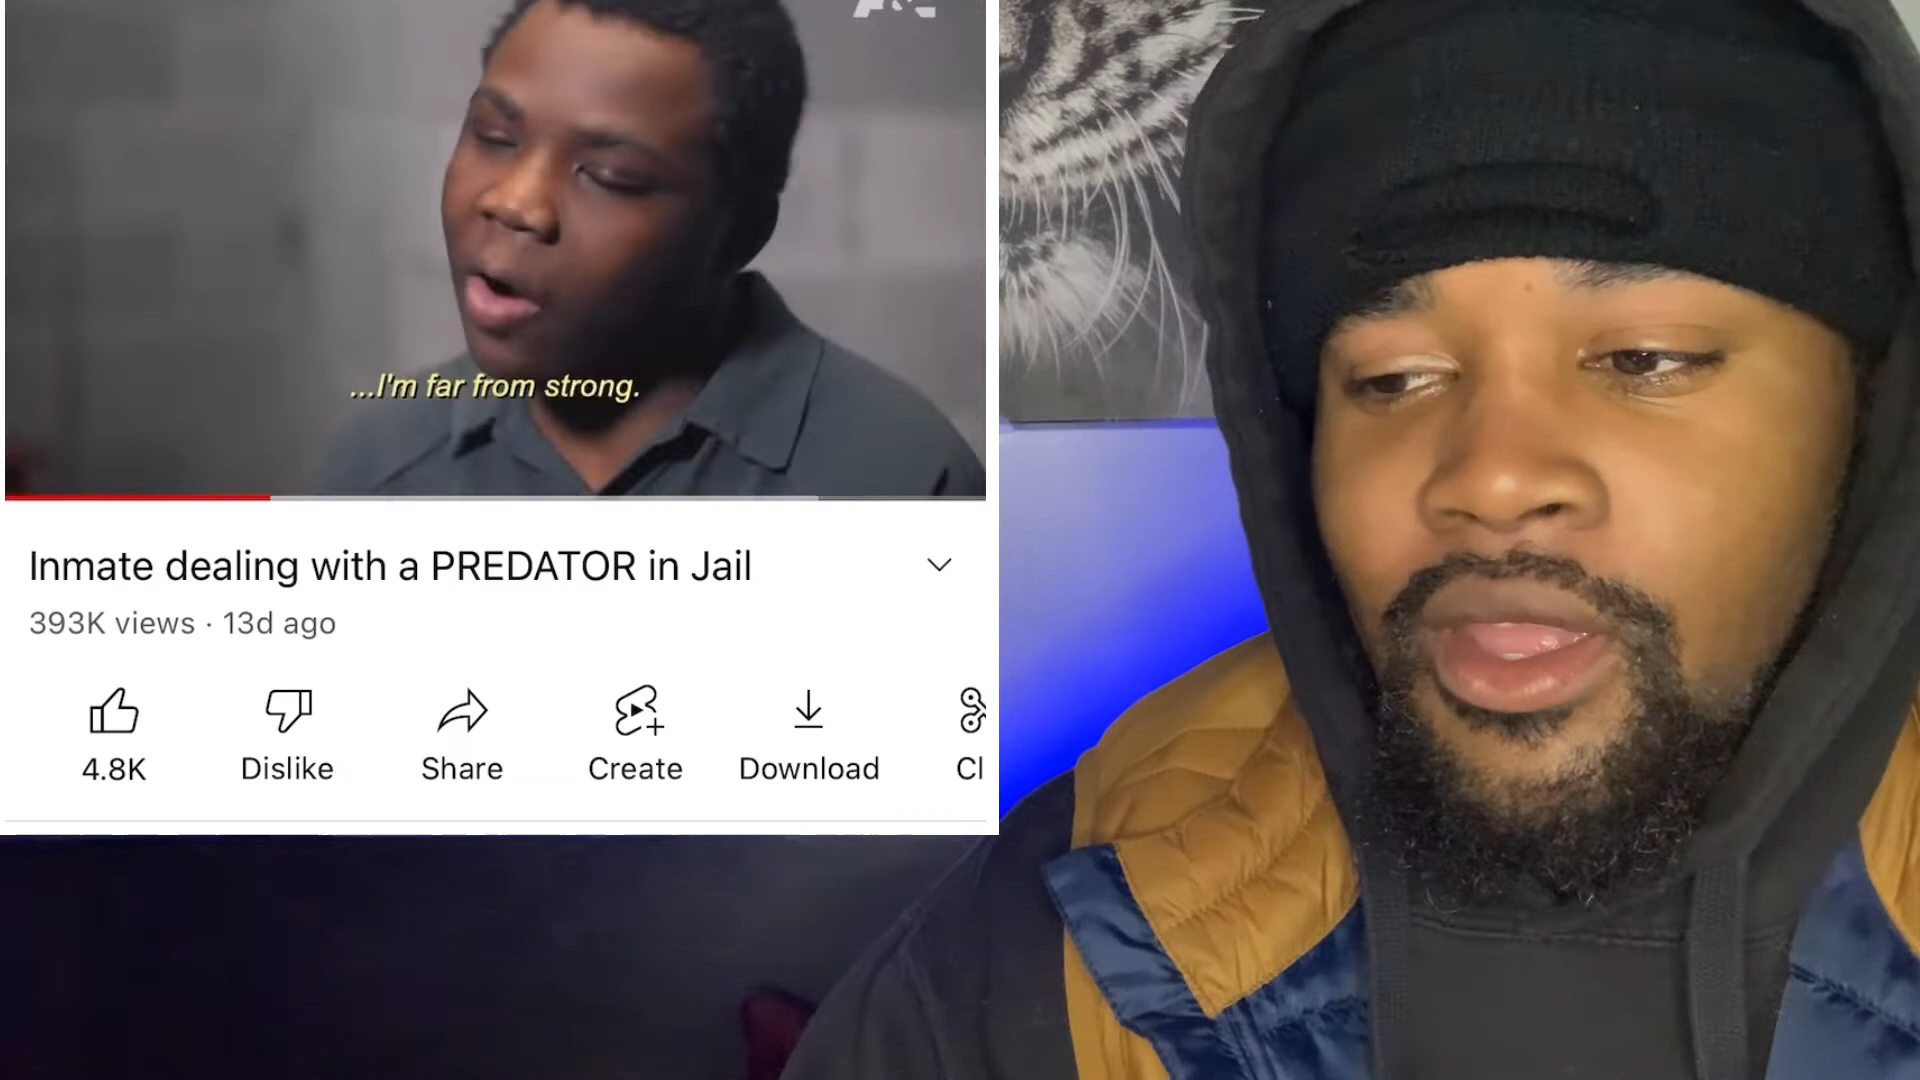 A&E
...I'm far from strong.
Inmate dealing with a PREDATOR in Jail
393K views · 13d ago
4.8K
Dislike
Share
Create
Download
Cl